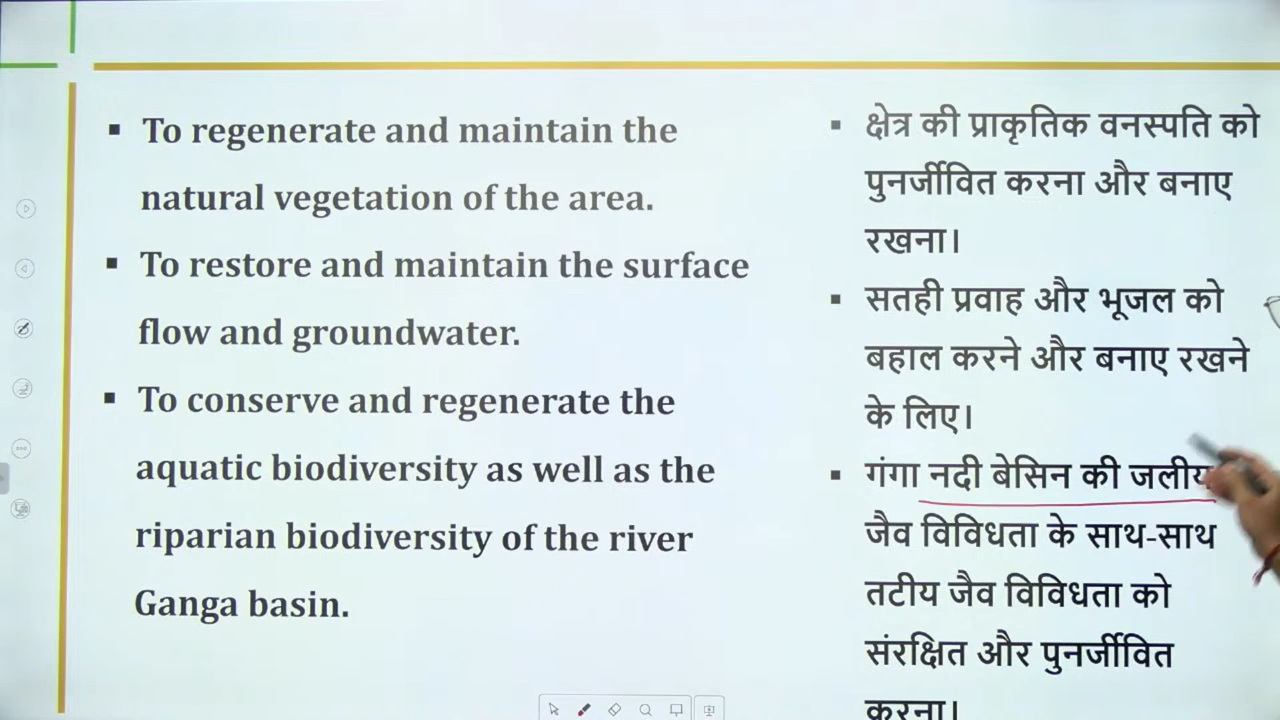 ▪ To regenerate and maintain the
natural vegetation of the area.
▪ To restore and maintain the surface
flow and groundwater.
▪ To conserve and regenerate the
aquatic biodiversity as well as the
riparian biodiversity of the river
Ganga basin.
▪ क्षेत्र की प्राकृतिक वनस्पति को
पुनर्जीवित करना और बनाए
रखना।
▪ सतही प्रवाह और भूजल को
बहाल करने और बनाए रखने
के लिए।
▪ गंगा नदी बेसिन की जलीय
जैव विविधता के साथ-साथ
तटीय जैव विविधता को
संरक्षित और पुनर्जीवित
करना।